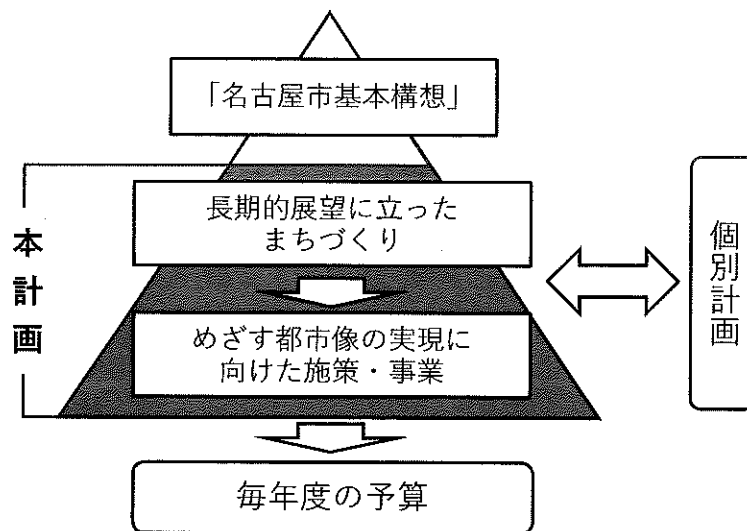 「名古屋市基本構想」
長期的展望に立った
まちづくり
本計画
めざす都市像の実現に
向けた施策・事業
個別計画
毎年度の予算